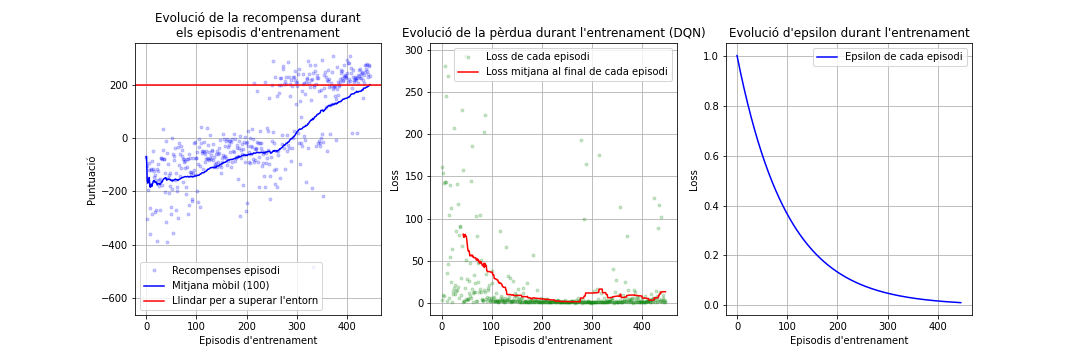 Evolució de la recompensa durant
els episodis d'entrenament
Puntuació
200
0
−200
−400
−600
0
100
200
300
400
Episodis d'entrenament
Recompenses episodi
Mitjana mòbil (100)
Llindar per a superar l'entorn
Evolució de la pèrdua durant l'entrenament (DQN)
Loss
300
250
200
150
100
50
0
0
100
200
300
400
Episodis d'entrenament
Loss de cada episodi
Loss mitjana al final de cada episodi
Evolució d'epsilon durant l'entrenament
Loss
1.0
0.8
0.6
0.4
0.2
0.0
0
100
200
300
400
Episodis d'entrenament
Epsilon de cada episodi